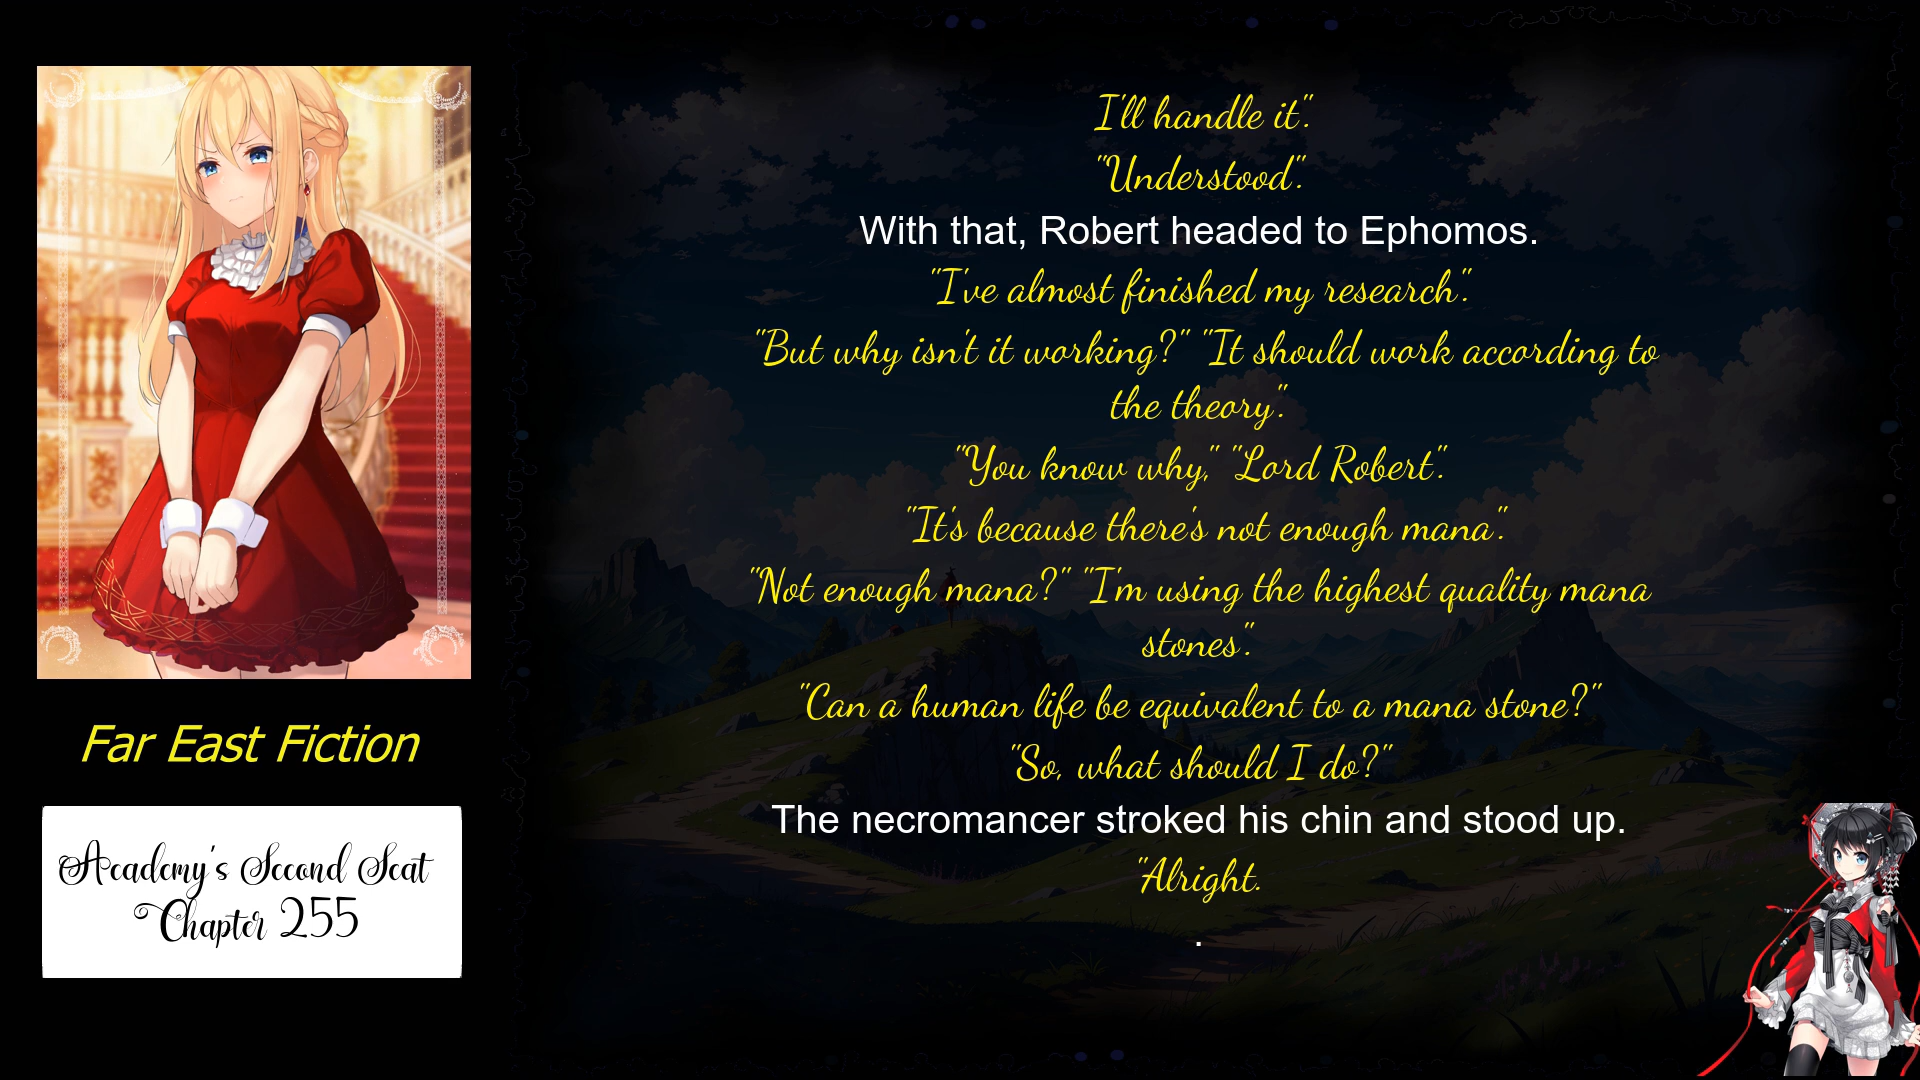 I'll handle it".
"Understood".
With that, Robert headed to Ephomos.
"I've almost finished my research".
"But why isn't it working?" "It should work according to
the theory".
"You know why," "Lord Robert".
"It's because there's not enough mana".
"Not enough mana?" "I'm using the highest quality mana
stones".
"Can a human life be equivalent to a mana stone?"
"So, what should I do?"
The necromancer stroked his chin and stood up.
"Alright.
.
Far East Fiction
Academy's Second Seat
Chapter 255